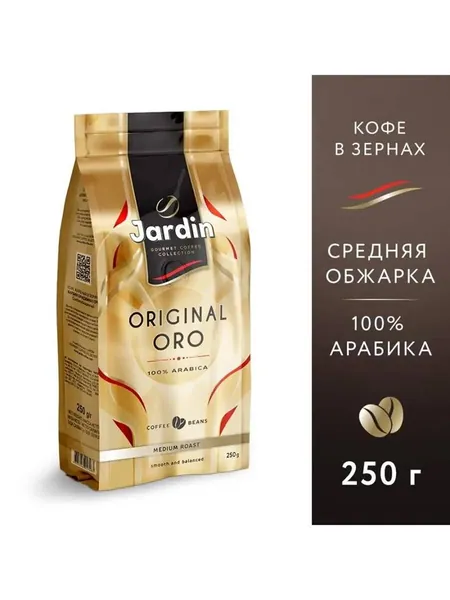 Jardin
GOURMET COFFEE
COLLECTION
ORIGINAL
ORO
100% ARABICA
COFFEE BEANS
MEDIUM ROAST
smooth and balanced
250g
250 g℮
КОФЕ
В ЗЕРНАХ
СРЕДНЯЯ
ОБЖАРКА
100%
АРАБИКА
250 г